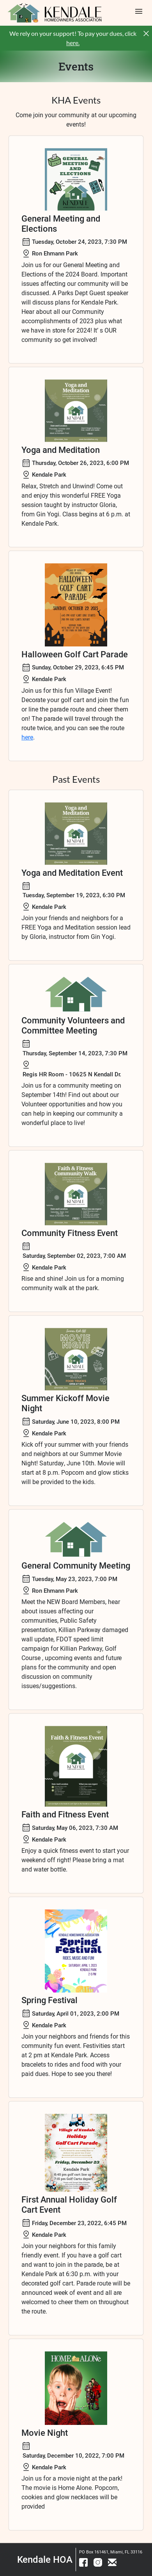 KENDALE
HOMEOWNERS ASSOCIATION
We rely on your support! To pay your dues, click
here.
Events
KHA Events
Come join your community at our upcoming
events!
GENERAL
MEETING AND
ELECTIONS
General Meeting and
Elections
Tuesday, October 24, 2023, 7:30 PM
Ron Ehmann Park
Join us for our General Meeting and
Elections of the 2024 Board. Important
issues affecting our community will be
discussed. A Parks Dept Guest speaker
will discuss plans for Kendale Park.
Hear about all our Community
accomplishments of 2023 plus what
we have in store for 2024! It' s OUR
community so get involved!
Yoga and
Meditation
Yoga and Meditation
Thursday, October 26, 2023, 6:00 PM
Kendale Park
Relax, Stretch and Unwind! Come out
and enjoy this wonderful FREE Yoga
session taught by instructor Gloria,
from Gin Yogi. Class begins at 6 p.m. at
Kendale Park.
HALLOWEEN
GOLF CART
PARADE
Halloween Golf Cart Parade
Sunday, October 29, 2023, 6:45 PM
Kendale Park
Join us for this fun Village Event!
Decorate your golf cart and join the fun
or line the parade route and cheer them
on! The parade will travel through the
route twice, and you can see the route
here.
Past Events
Yoga and
Meditation
Yoga and Meditation Event
Tuesday, September 19, 2023, 6:30 PM
Kendale Park
Join your friends and neighbors for a
FREE Yoga and Meditation session lead
by Gloria, instructor from Gin Yogi.
Community Volunteers and
Committee Meeting
Thursday, September 14, 2023, 7:30 PM
Regis HR Room - 10625 N Kendall Dr.
Join us for a community meeting on
September 14th! Find out about our
Volunteer opportunities and how you
can help in keeping our community a
wonderful place to live!
Faith & Fitness
Community Walk
Community Fitness Event
Saturday, September 02, 2023, 7:00 AM
Kendale Park
Rise and shine! Join us for a morning
community walk at the park.
MOVIE
NIGHT
Summer Kickoff Movie
Night
Saturday, June 10, 2023, 8:00 PM
Kendale Park
Kick off your summer with your friends
and neighbors at our Summer Movie
Night! Saturday, June 10th. Movie will
start at 8 p.m. Popcorn and glow sticks
will be provided to the kids.
General Community Meeting
Tuesday, May 23, 2023, 7:00 PM
Ron Ehmann Park
Meet the NEW Board Members, hear
about issues affecting our
communities, Public Safety
presentation, Killian Parkway damaged
wall update, FDOT speed limit
campaign for Killian Parkway, Golf
Course , upcoming events and future
plans for the community and open
discussion on community
issues/suggestions.
Faith & Fitness Event
Faith and Fitness Event
Saturday, May 06, 2023, 7:30 AM
Kendale Park
Enjoy a quick fitness event to start your
weekend off right! Please bring a mat
and water bottle.
Spring
Festival
Spring Festival
Saturday, April 01, 2023, 2:00 PM
Kendale Park
Join your neighbors and friends for this
community fun event. Festivities start
at 2 pm at Kendale Park. Access
bracelets to rides and food with your
paid dues. Hope to see you there!
Village of Kendale
Holiday
Golf Cart Parade
First Annual Holiday Golf
Cart Event
Friday, December 23, 2022, 6:45 PM
Kendale Park
Join your neighbors for this family
friendly event. If you have a golf cart
and want to join in the parade, be at
Kendale Park at 6:30 p.m. with your
decorated golf cart. Parade route will be
announced week of event and all are
welcome to cheer them on throughout
the route.
HOME ALONe
Movie Night
Saturday, December 10, 2022, 7:00 PM
Kendale Park
Join us for a movie night at the park!
The movie is Home Alone. Popcorn,
cookies and glow necklaces will be
provided
Kendale HOA
PO Box 161461, Miami, FL 33116